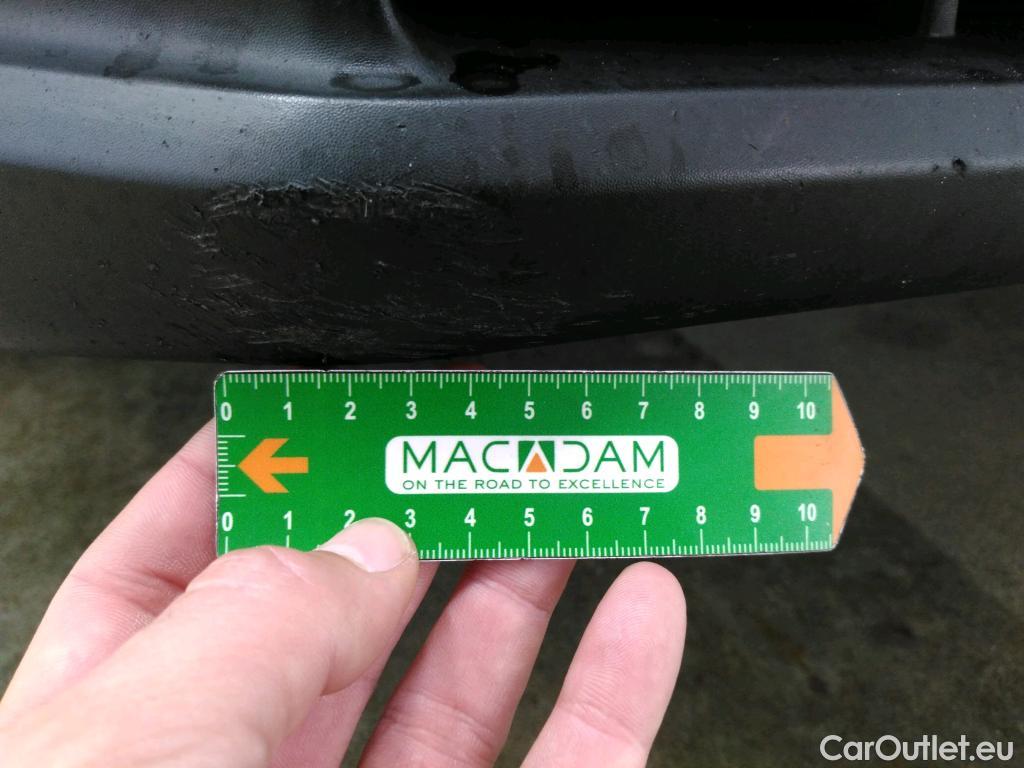 0 1 2 3 4 5 6 7 8 9 10
MACADAM
ON THE ROAD TO EXCELLENCE
0 1 2 3 4 5 6 7 8 9 10
CarOutlet.eu